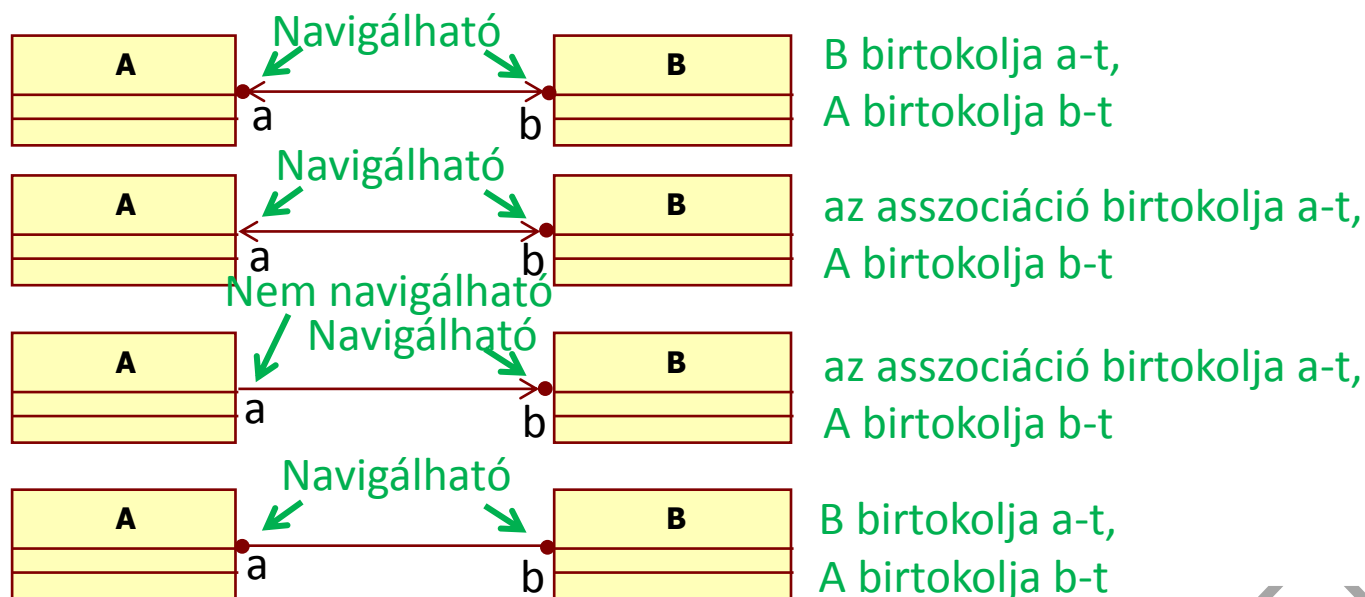 Navigálható
A
B
a
b
B birtokolja a-t,
A birtokolja b-t
Navigálható
A
B
a
b
az asszociáció birtokolja a-t,
A birtokolja b-t
Nem navigálható
Navigálható
A
B
a
b
az asszociáció birtokolja a-t,
A birtokolja b-t
Navigálható
A
B
a
b
B birtokolja a-t,
A birtokolja b-t